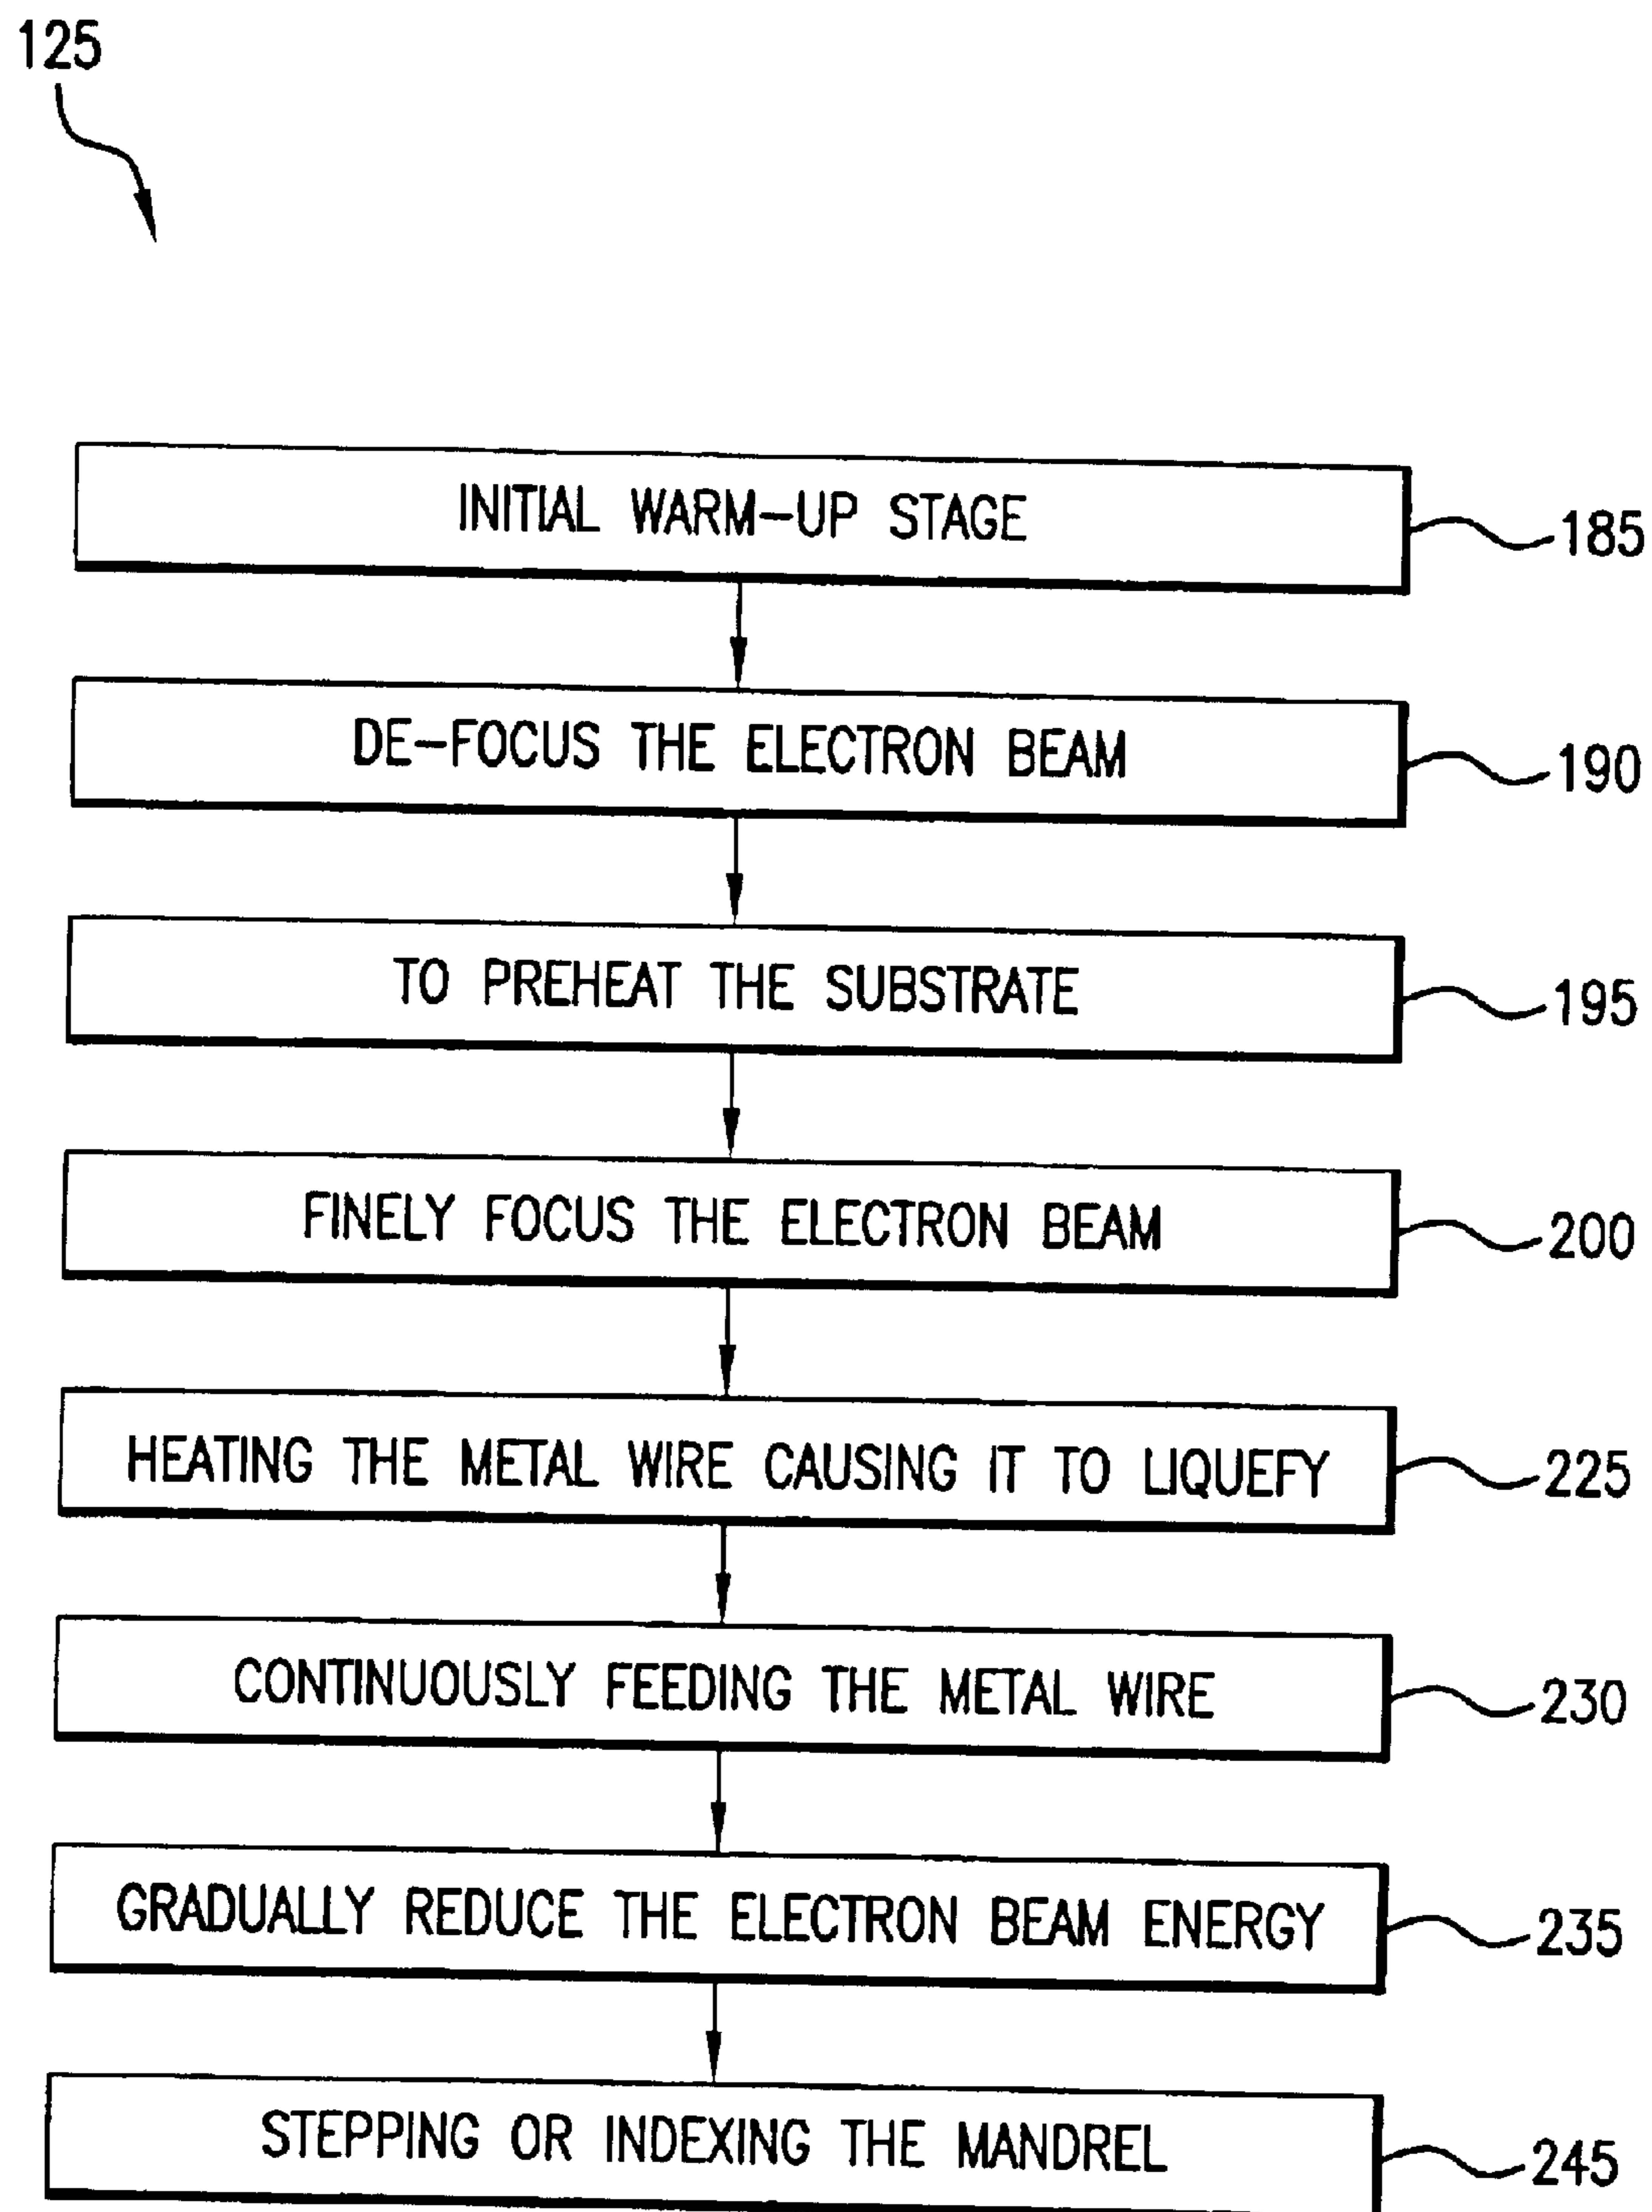 125
INITIAL WARM-UP STAGE
185
DE-FOCUS THE ELECTRON BEAM
190
TO PREHEAT THE SUBSTRATE
195
FINELY FOCUS THE ELECTRON BEAM
200
HEATING THE METAL WIRE CAUSING IT TO LIQUEFY
225
CONTINUOUSLY FEEDING THE METAL WIRE
230
GRADUALLY REDUCE THE ELECTRON BEAM ENERGY
235
STEPPING OR INDEXING THE MANDREL
245